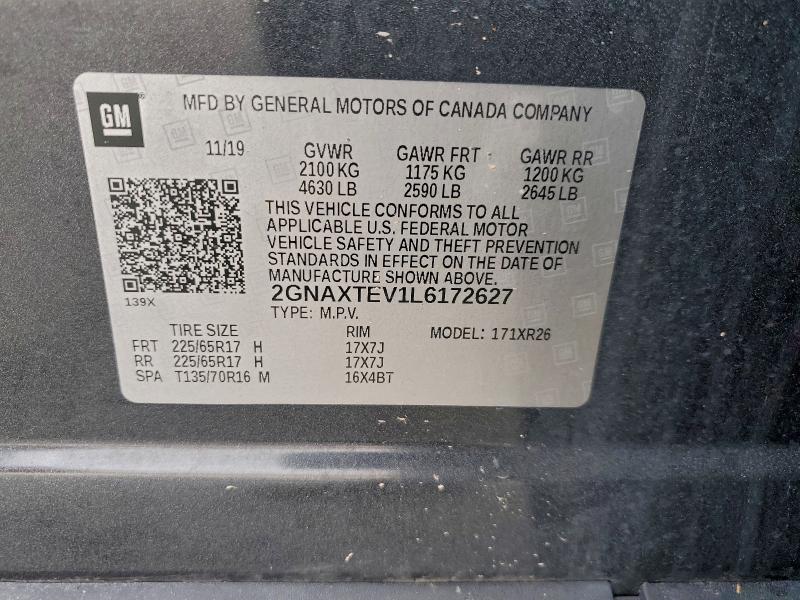 GM
MFD BY GENERAL MOTORS OF CANADA COMPANY
11/19 GVWR GAWR FRT GAWR RR
2100 KG 1175 KG 1200 KG
4630 LB 2590 LB 2645 LB
THIS VEHICLE CONFORMS TO ALL
APPLICABLE U.S. FEDERAL MOTOR
VEHICLE SAFETY AND THEFT PREVENTION
STANDARDS IN EFFECT ON THE DATE OF
MANUFACTURE SHOWN ABOVE.
2GNAXTEV1L6172627
139X
TYPE: M.P.V.
TIRE SIZE RIM MODEL: 171XR26
FRT 225/65R17 H 17X7J
RR 225/65R17 H 17X7J
SPA T135/70R16 M 16X4BT